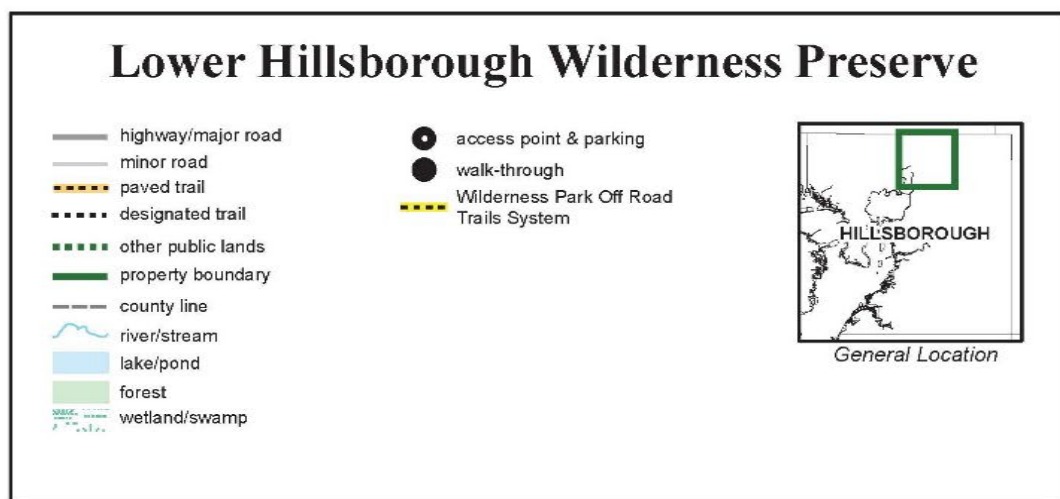 Lower Hillsborough Wilderness Preserve
highway/major road
minor road
paved trail
designated trail
other public lands
property boundary
county line
river/stream
lake/pond
forest
wetland/swamp
access point & parking
walk-through
Wilderness Park Off Road
Trails System
HILLSBOROUGH
General Location